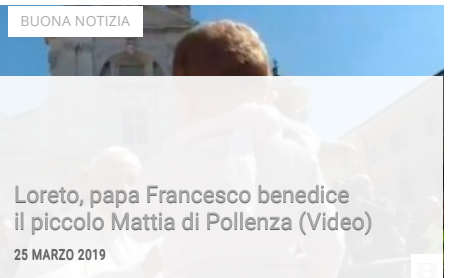 BUONA NOTIZIA
Loreto, papa Francesco benedice
il piccolo Mattia di Pollenza (Video)
25 MARZO 2019